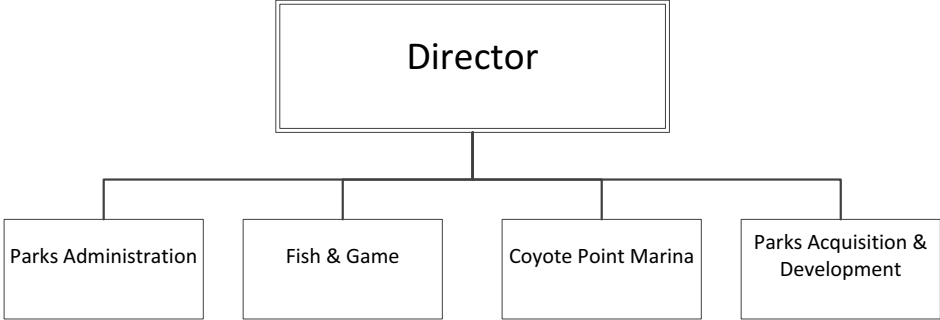 Director
Parks Administration
Fish & Game
Coyote Point Marina
Parks Acquisition &
Development